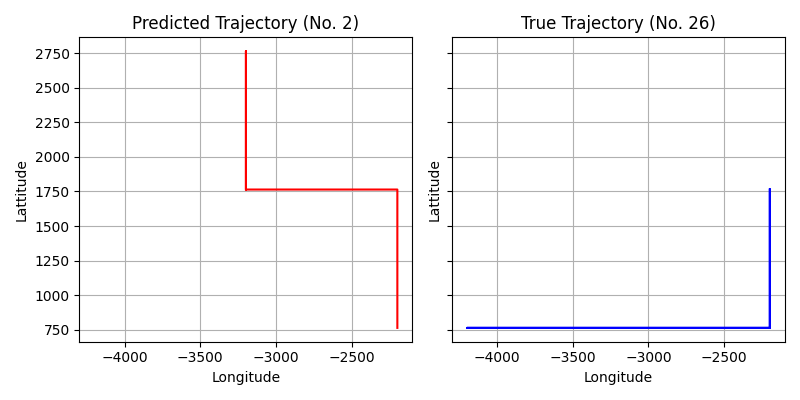 Predicted Trajectory (No. 2)
True Trajectory (No. 26)
Lattitude
2750
2500
2250
2000
1750
1500
1250
1000
750
−4000
−3500
−3000
−2500
Longitude
Lattitude
−4000
−3500
−3000
−2500
Longitude